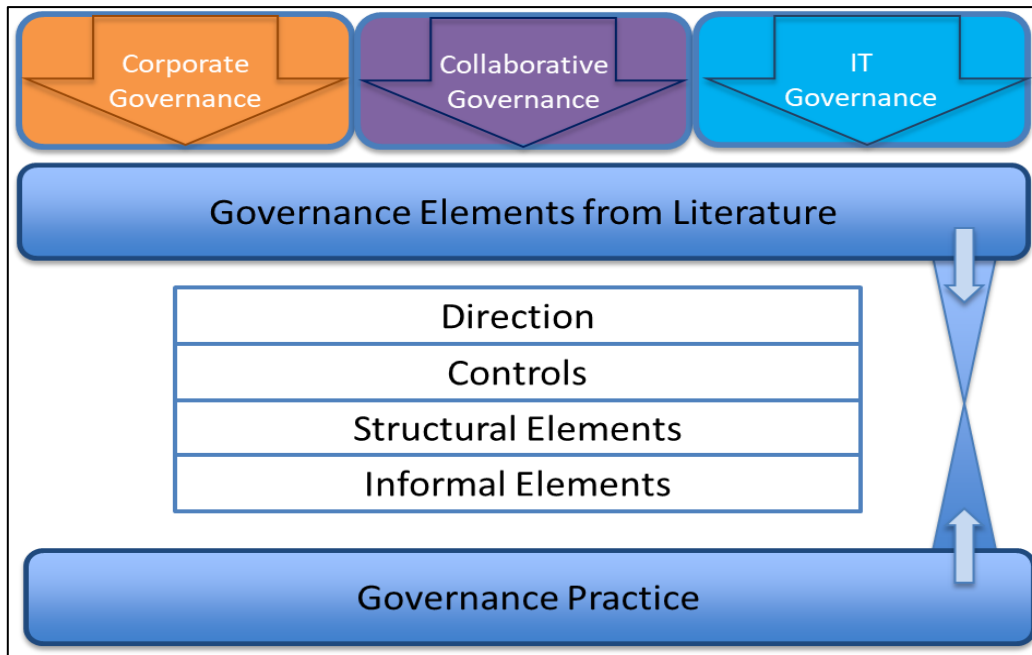 Corporate
Governance
Collaborative
Governance
IT
Governance
Governance Elements from Literature
Direction
Controls
Structural Elements
Informal Elements
Governance Practice